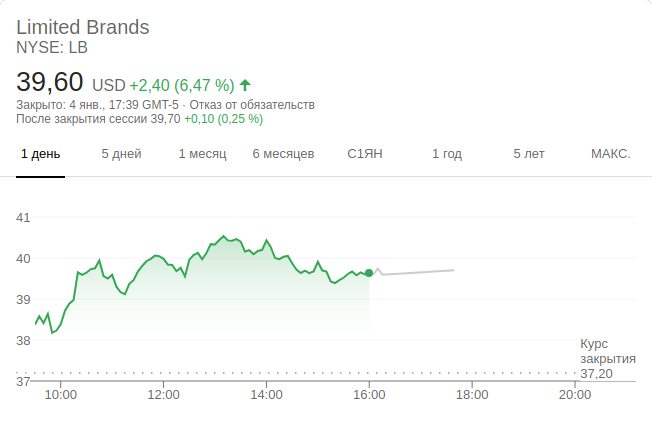 Limited Brands
NYSE: LB
39,60 USD +2,40 (6,47 %)
Закрыто: 4 янв., 17:39 GMT-5 · Отказ от обязательств
После закрытия сессии 39,70 +0,10 (0,25 %)
1 день 5 дней 1 месяц 6 месяцев С1ЯН 1 год 5 лет МАКС.
41
40
39
38
Курс
закрытия
37,20
37
10:00 12:00 14:00 16:00 18:00 20:00